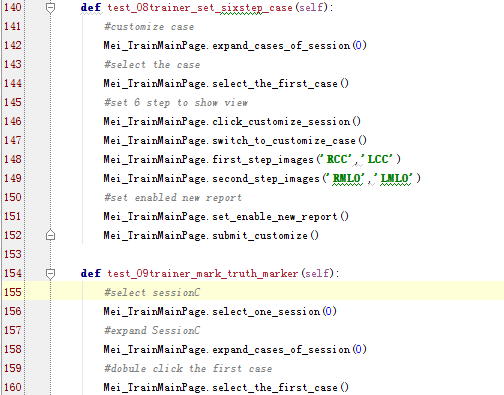 140 def test_08trainer_set_sixstep_case(self):
141 #customize case
142 Mei_TrainMainPage.expand_cases_of_session(0)
143 #select the case
144 Mei_TrainMainPage.select_the_first_case()
145 #set 6 step to show view
146 Mei_TrainMainPage.click_customize_session()
147 Mei_TrainMainPage.switch_to_customize_case()
148 Mei_TrainMainPage.first_step_images('RCC','LCC')
149 Mei_TrainMainPage.second_step_images('RMLO','LMLO')
150 #set enabled new report
151 Mei_TrainMainPage.set_enable_new_report()
152 Mei_TrainMainPage.submit_customize()
153
154 def test_09trainer_mark_truth_marker(self):
155 #select sessionC
156 Mei_TrainMainPage.select_one_session(0)
157 #expand SessionC
158 Mei_TrainMainPage.expand_cases_of_session(0)
159 #dobule click the first case
160 Mei_TrainMainPage.select_the_first_case()